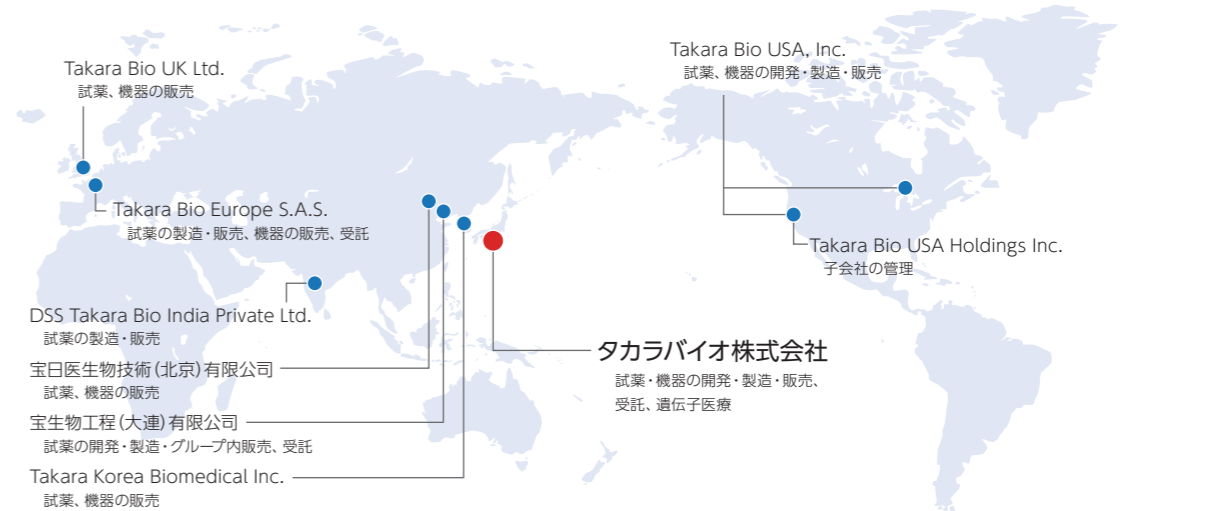 Takara Bio UK Ltd.
試薬、機器の販売
Takara Bio Europe S.A.S.
試薬の製造・販売、機器の販売、受託
DSS Takara Bio India Private Ltd.
試薬の製造・販売
宝日医生物技術(北京)有限公司
試薬、機器の販売
宝生物工程(大連)有限公司
試薬の開発・製造・グループ内販売、受託
Takara Korea Biomedical Inc.
試薬、機器の販売
Takara Bio USA, Inc.
試薬、機器の開発・製造・販売
Takara Bio USA Holdings Inc.
子会社の管理
タカラバイオ株式会社
試薬・機器の開発・製造・販売、
受託、遺伝子医療